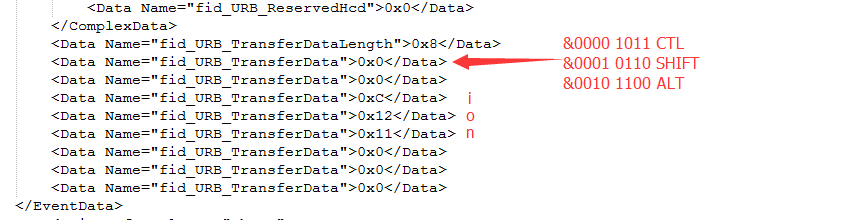 <Data Name="fid_URB_ReservedHcd">0x0</Data>
</ComplexData>
<Data Name="fid_URB_TransferDataLength">0x8</Data> &0000 1011 CTL
<Data Name="fid_URB_TransferData">0x0</Data> &0001 0110 SHIFT
<Data Name="fid_URB_TransferData">0x0</Data> &0010 1100 ALT
<Data Name="fid_URB_TransferData">0xC</Data> i
<Data Name="fid_URB_TransferData">0x12</Data> o
<Data Name="fid_URB_TransferData">0x11</Data> n
<Data Name="fid_URB_TransferData">0x0</Data>
<Data Name="fid_URB_TransferData">0x0</Data>
<Data Name="fid_URB_TransferData">0x0</Data>
</EventData>